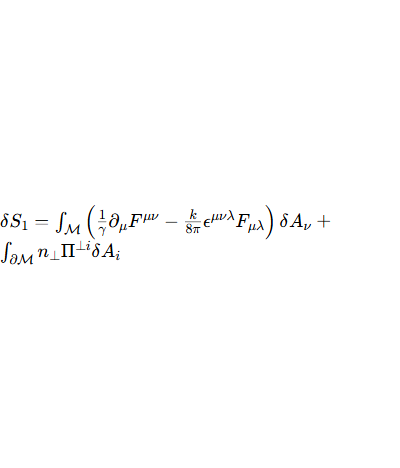 δS₁ = ∫_ℳ (1/γ ∂_μ F^{μν} − k/8π ϵ^{μνλ} F_{μλ}) δA_ν +
∫_{∂ℳ} n_⊥ Π^{⊥i} δA_i